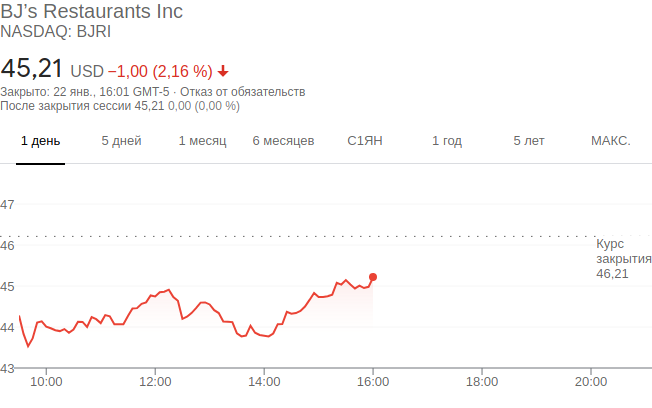 BJ’s Restaurants Inc
NASDAQ: BJRI
45,21 USD −1,00 (2,16 %)
Закрыто: 22 янв., 16:01 GMT-5 · Отказ от обязательств
После закрытия сессии 45,21 0,00 (0,00 %)
1 день 5 дней 1 месяц 6 месяцев С1ЯН 1 год 5 лет МАКС.
47
46
45
44
43
Курс
закрытия
46,21
10:00 12:00 14:00 16:00 18:00 20:00